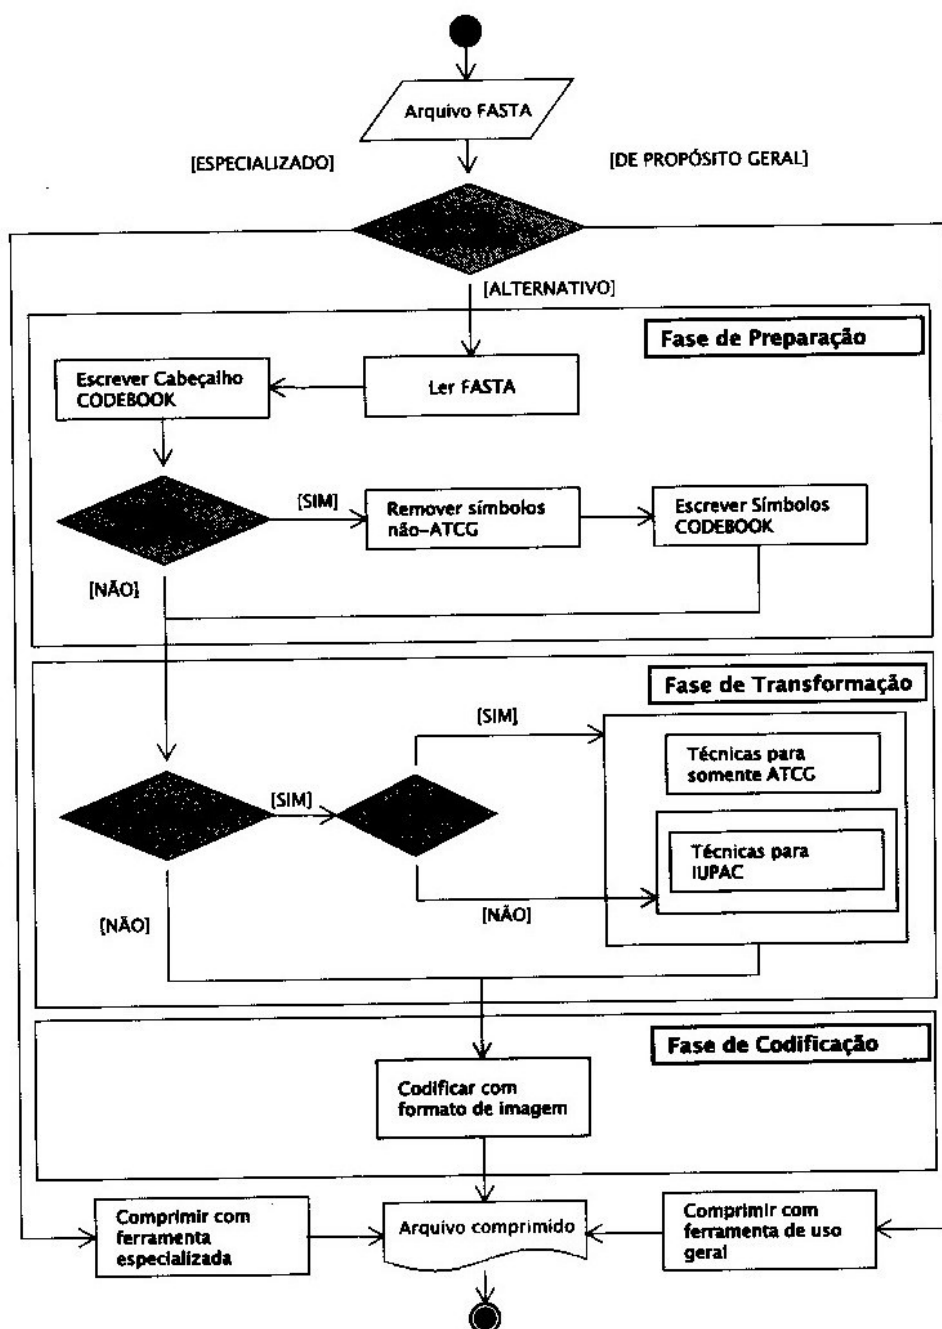 Arquivo FASTA
[ESPECIALIZADO]
[DE PROPÓSITO GERAL]
[ALTERNATIVO]
Fase de Preparação
Escrever Cabeçalho
CODEBOOK
Ler FASTA
[SIM]
Remover símbolos
não-ATCG
Escrever Símbolos
CODEBOOK
[NÃO]
Fase de Transformação
[SIM]
Técnicas para
somente ATCG
[SIM]
Técnicas para
IUPAC
[NÃO]
[NÃO]
Fase de Codificação
Codificar com
formato de imagem
Comprimir com
ferramenta
especializada
Arquivo comprimido
Comprimir com
ferramenta de uso
geral